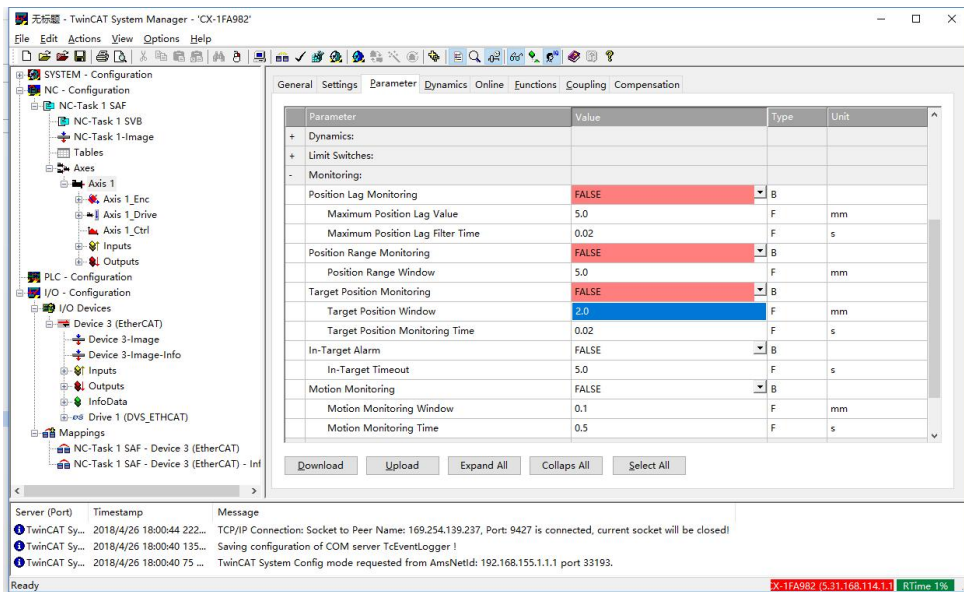 无标题 - TwinCAT System Manager - 'CX-1FA982'
File Edit Actions View Options Help
SYSTEM - Configuration
NC - Configuration
NC-Task 1 SAF
NC-Task 1 SVB
NC-Task 1-Image
Tables
Axes
Axis 1
Axis 1_Enc
Axis 1_Drive
Axis 1_Ctrl
Inputs
Outputs
PLC - Configuration
I/O - Configuration
I/O Devices
Device 3 (EtherCAT)
Device 3-Image
Device 3-Image-Info
Inputs
Outputs
InfoData
Drive 1 (DVS_ETHCAT)
Mappings
NC-Task 1 SAF - Device 3 (EtherCAT)
NC-Task 1 SAF - Device 3 (EtherCAT) - Inf
General Settings Parameter Dynamics Online Functions Coupling Compensation
Parameter Value Type Unit
+ Dynamics:
+ Limit Switches:
- Monitoring:
Position Lag Monitoring FALSE B
Maximum Position Lag Value 5.0 F mm
Maximum Position Lag Filter Time 0.02 F s
Position Range Monitoring FALSE B
Position Range Window 5.0 F mm
Target Position Monitoring FALSE B
Target Position Window 2.0 F mm
Target Position Monitoring Time 0.02 F s
In-Target Alarm FALSE B
In-Target Timeout 5.0 F s
Motion Monitoring FALSE B
Motion Monitoring Window 0.1 F mm
Motion Monitoring Time 0.5 F s
Download Upload Expand All Collaps All Select All
Server (Port) Timestamp Message
TwinCAT Sy... 2018/4/26 18:00:44 222... TCP/IP Connection: Socket to Peer Name: 169.254.139.237, Port: 9427 is connected, current socket will be closed!
TwinCAT Sy... 2018/4/26 18:00:40 135... Saving configuration of COM server TcEventLogger !
TwinCAT Sy... 2018/4/26 18:00:40 75 ... TwinCAT System Config mode requested from AmsNetId: 192.168.155.1.1.1 port 33193.
Ready CX-1FA982 (5.31.168.114.1.1 RTime 1%